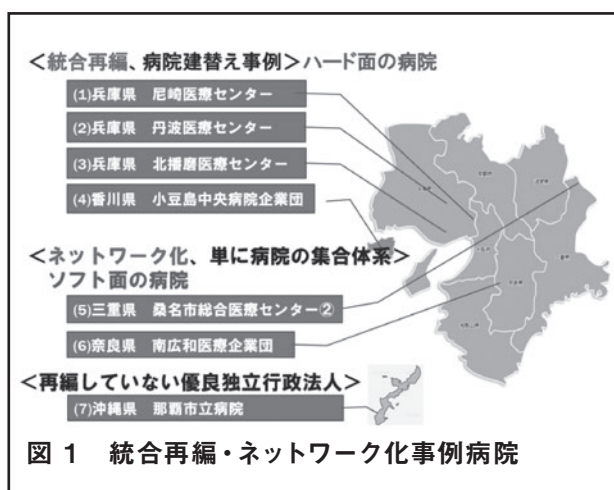 <統合再編、病院建替え事例>ハード面の病院
(1)兵庫県 尼崎医療センター
(2)兵庫県 丹波医療センター
(3)兵庫県 北播磨医療センター
(4)香川県 小豆島中央病院企業団
<ネットワーク化、単に病院の集合体系>
ソフト面の病院
(5)三重県 桑名市総合医療センター②
(6)奈良県 南広和医療企業団
<再編していない優良独立行政法人>
(7)沖縄県 那覇市立病院
図 1 統合再編・ネットワーク化事例病院